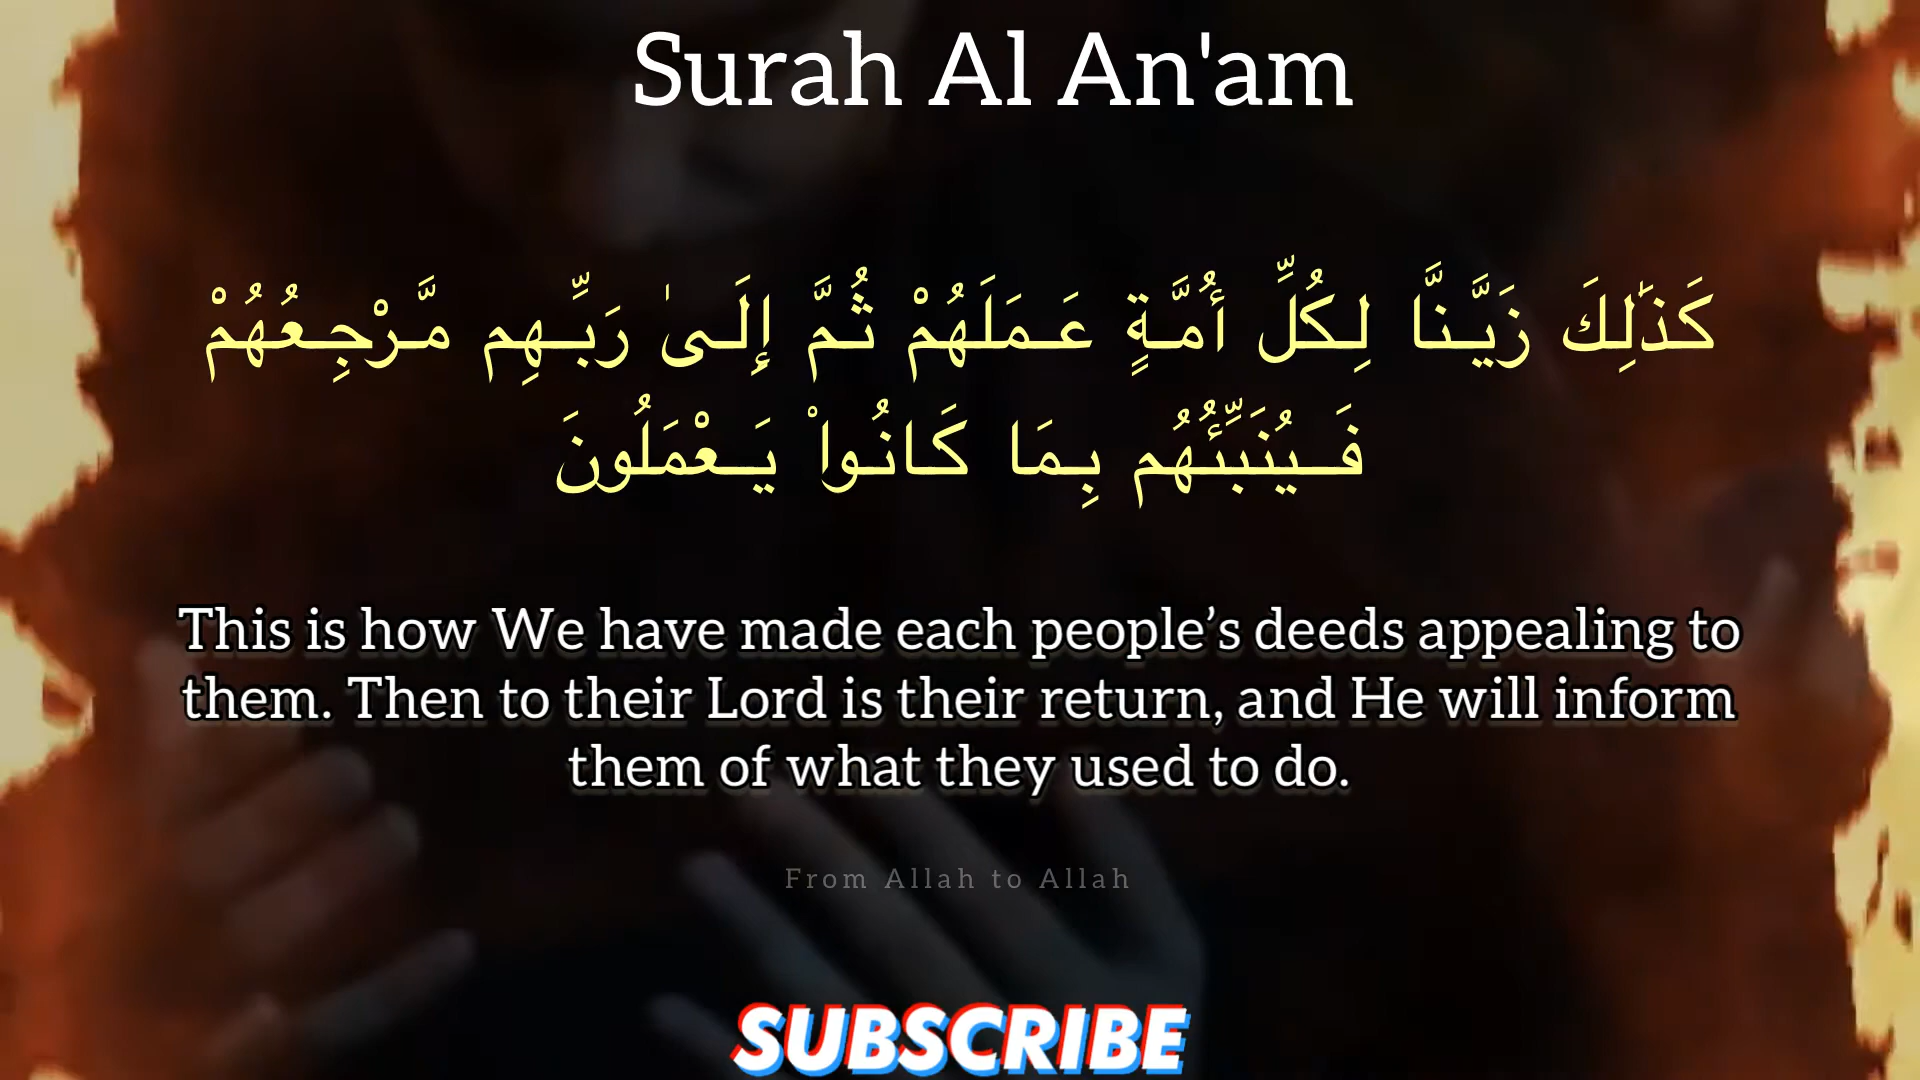 Surah Al An'am
كَذَٰلِكَ زَيَّنَّا لِكُلِّ أُمَّةٍ عَمَلَهُمْ ثُمَّ إِلَىٰ رَبِّهِم مَّرْجِعُهُمْ
فَيُنَبِّئُهُم بِمَا كَانُوا۟ يَعْمَلُونَ
This is how We have made each people’s deeds appealing to
them. Then to their Lord is their return, and He will inform
them of what they used to do.
From Allah to Allah
SUBSCRIBE